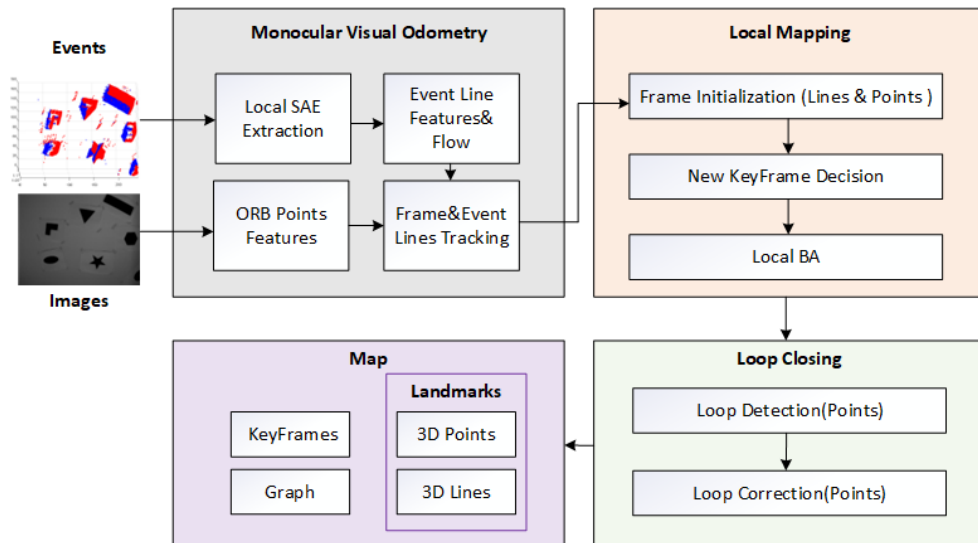 Events
Images
Monocular Visual Odometry
Local SAE
Extraction
Event Line
Features&
Flow
ORB Points
Features
Frame&Event
Lines Tracking
Local Mapping
Frame Initialization (Lines & Points )
New KeyFrame Decision
Local BA
Map
KeyFrames
Graph
Landmarks
3D Points
3D Lines
Loop Closing
Loop Detection(Points)
Loop Correction(Points)